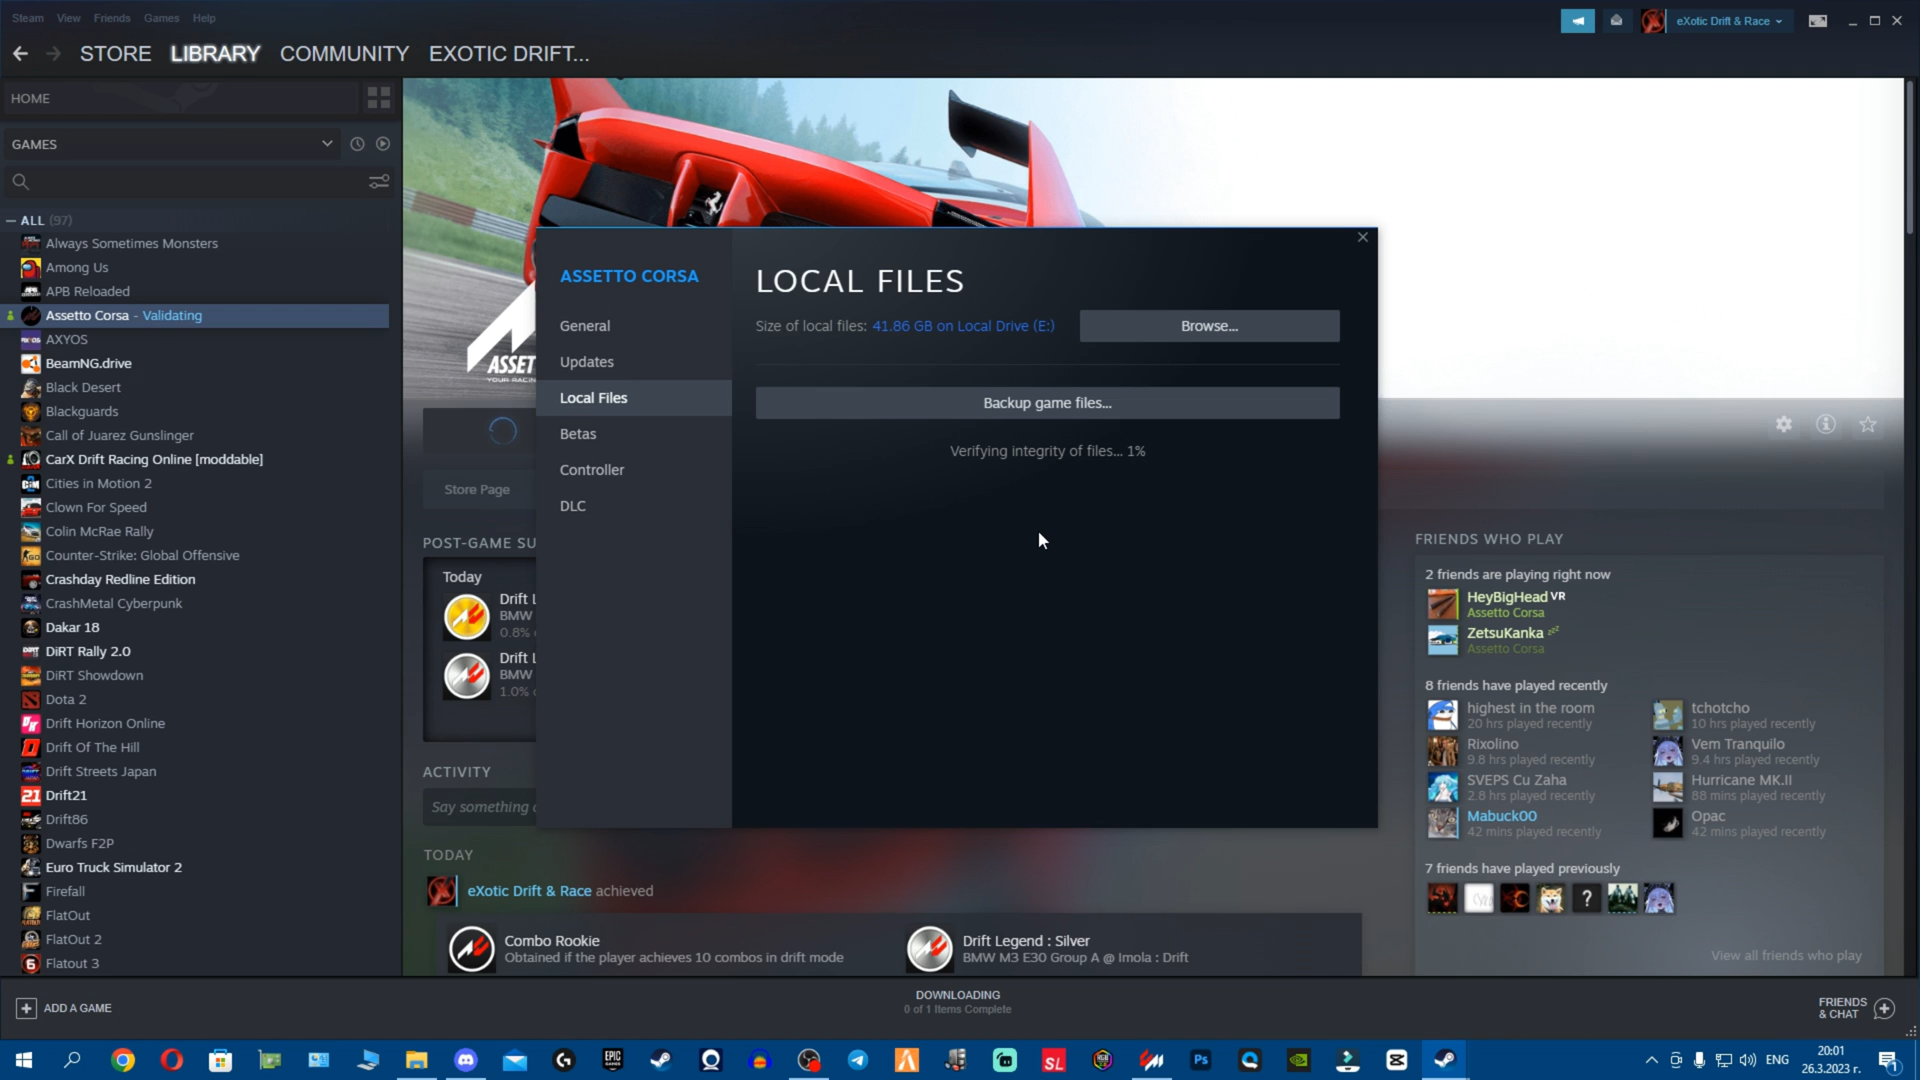 Steam View Friends Games Help
eXotic Drift & Race
STORE LIBRARY COMMUNITY EXOTIC DRIFT...
HOME
GAMES
ALL (97)
Always Sometimes Monsters
Among Us
APB Reloaded
Assetto Corsa - Validating
AXYOS
BeamNG.drive
Black Desert
Blackguards
Call of Juarez Gunslinger
CarX Drift Racing Online [moddable]
Cities in Motion 2
Clown For Speed
Colin McRae Rally
Counter-Strike: Global Offensive
Crashday Redline Edition
CrashMetal Cyberpunk
Dakar 18
DiRT Rally 2.0
DiRT Showdown
Dota 2
Drift Horizon Online
Drift Of The Hill
Drift Streets Japan
Drift21
Drift86
Dwarfs F2P
Euro Truck Simulator 2
Firefall
FlatOut
FlatOut 2
Flatout 3
ADD A GAME
ASSET
YOUR RACIN
Store Page
POST-GAME SU
Today
Drift L
BMW
0.8%
Drift L
BMW
1.0%
ACTIVITY
Say something
TODAY
eXotic Drift & Race achieved
Combo Rookie
Obtained if the player achieves 10 combos in drift mode
Drift Legend : Silver
BMW M3 E30 Group A @ Imola : Drift
ASSETTO CORSA
General
Updates
Local Files
Betas
Controller
DLC
LOCAL FILES
Size of local files: 41.86 GB on Local Drive (E:)
Browse...
Backup game files...
Verifying integrity of files... 1%
FRIENDS WHO PLAY
2 friends are playing right now
HeyBigHead VR
Assetto Corsa
ZetsuKanka zzz
Assetto Corsa
8 friends have played recently
highest in the room
20 hrs played recently
tchotcho
10 hrs played recently
Rixolino
9.8 hrs played recently
Vem Tranquilo
9.4 hrs played recently
SVEPS Cu Zaha
2.8 hrs played recently
Hurricane MK.II
88 mins played recently
Mabuck00
42 mins played recently
Opac
42 mins played recently
7 friends have played previously
?
View all friends who play
DOWNLOADING
0 of 1 Items Complete
FRIENDS
& CHAT
ENG
20:01
26.3.2023 г.